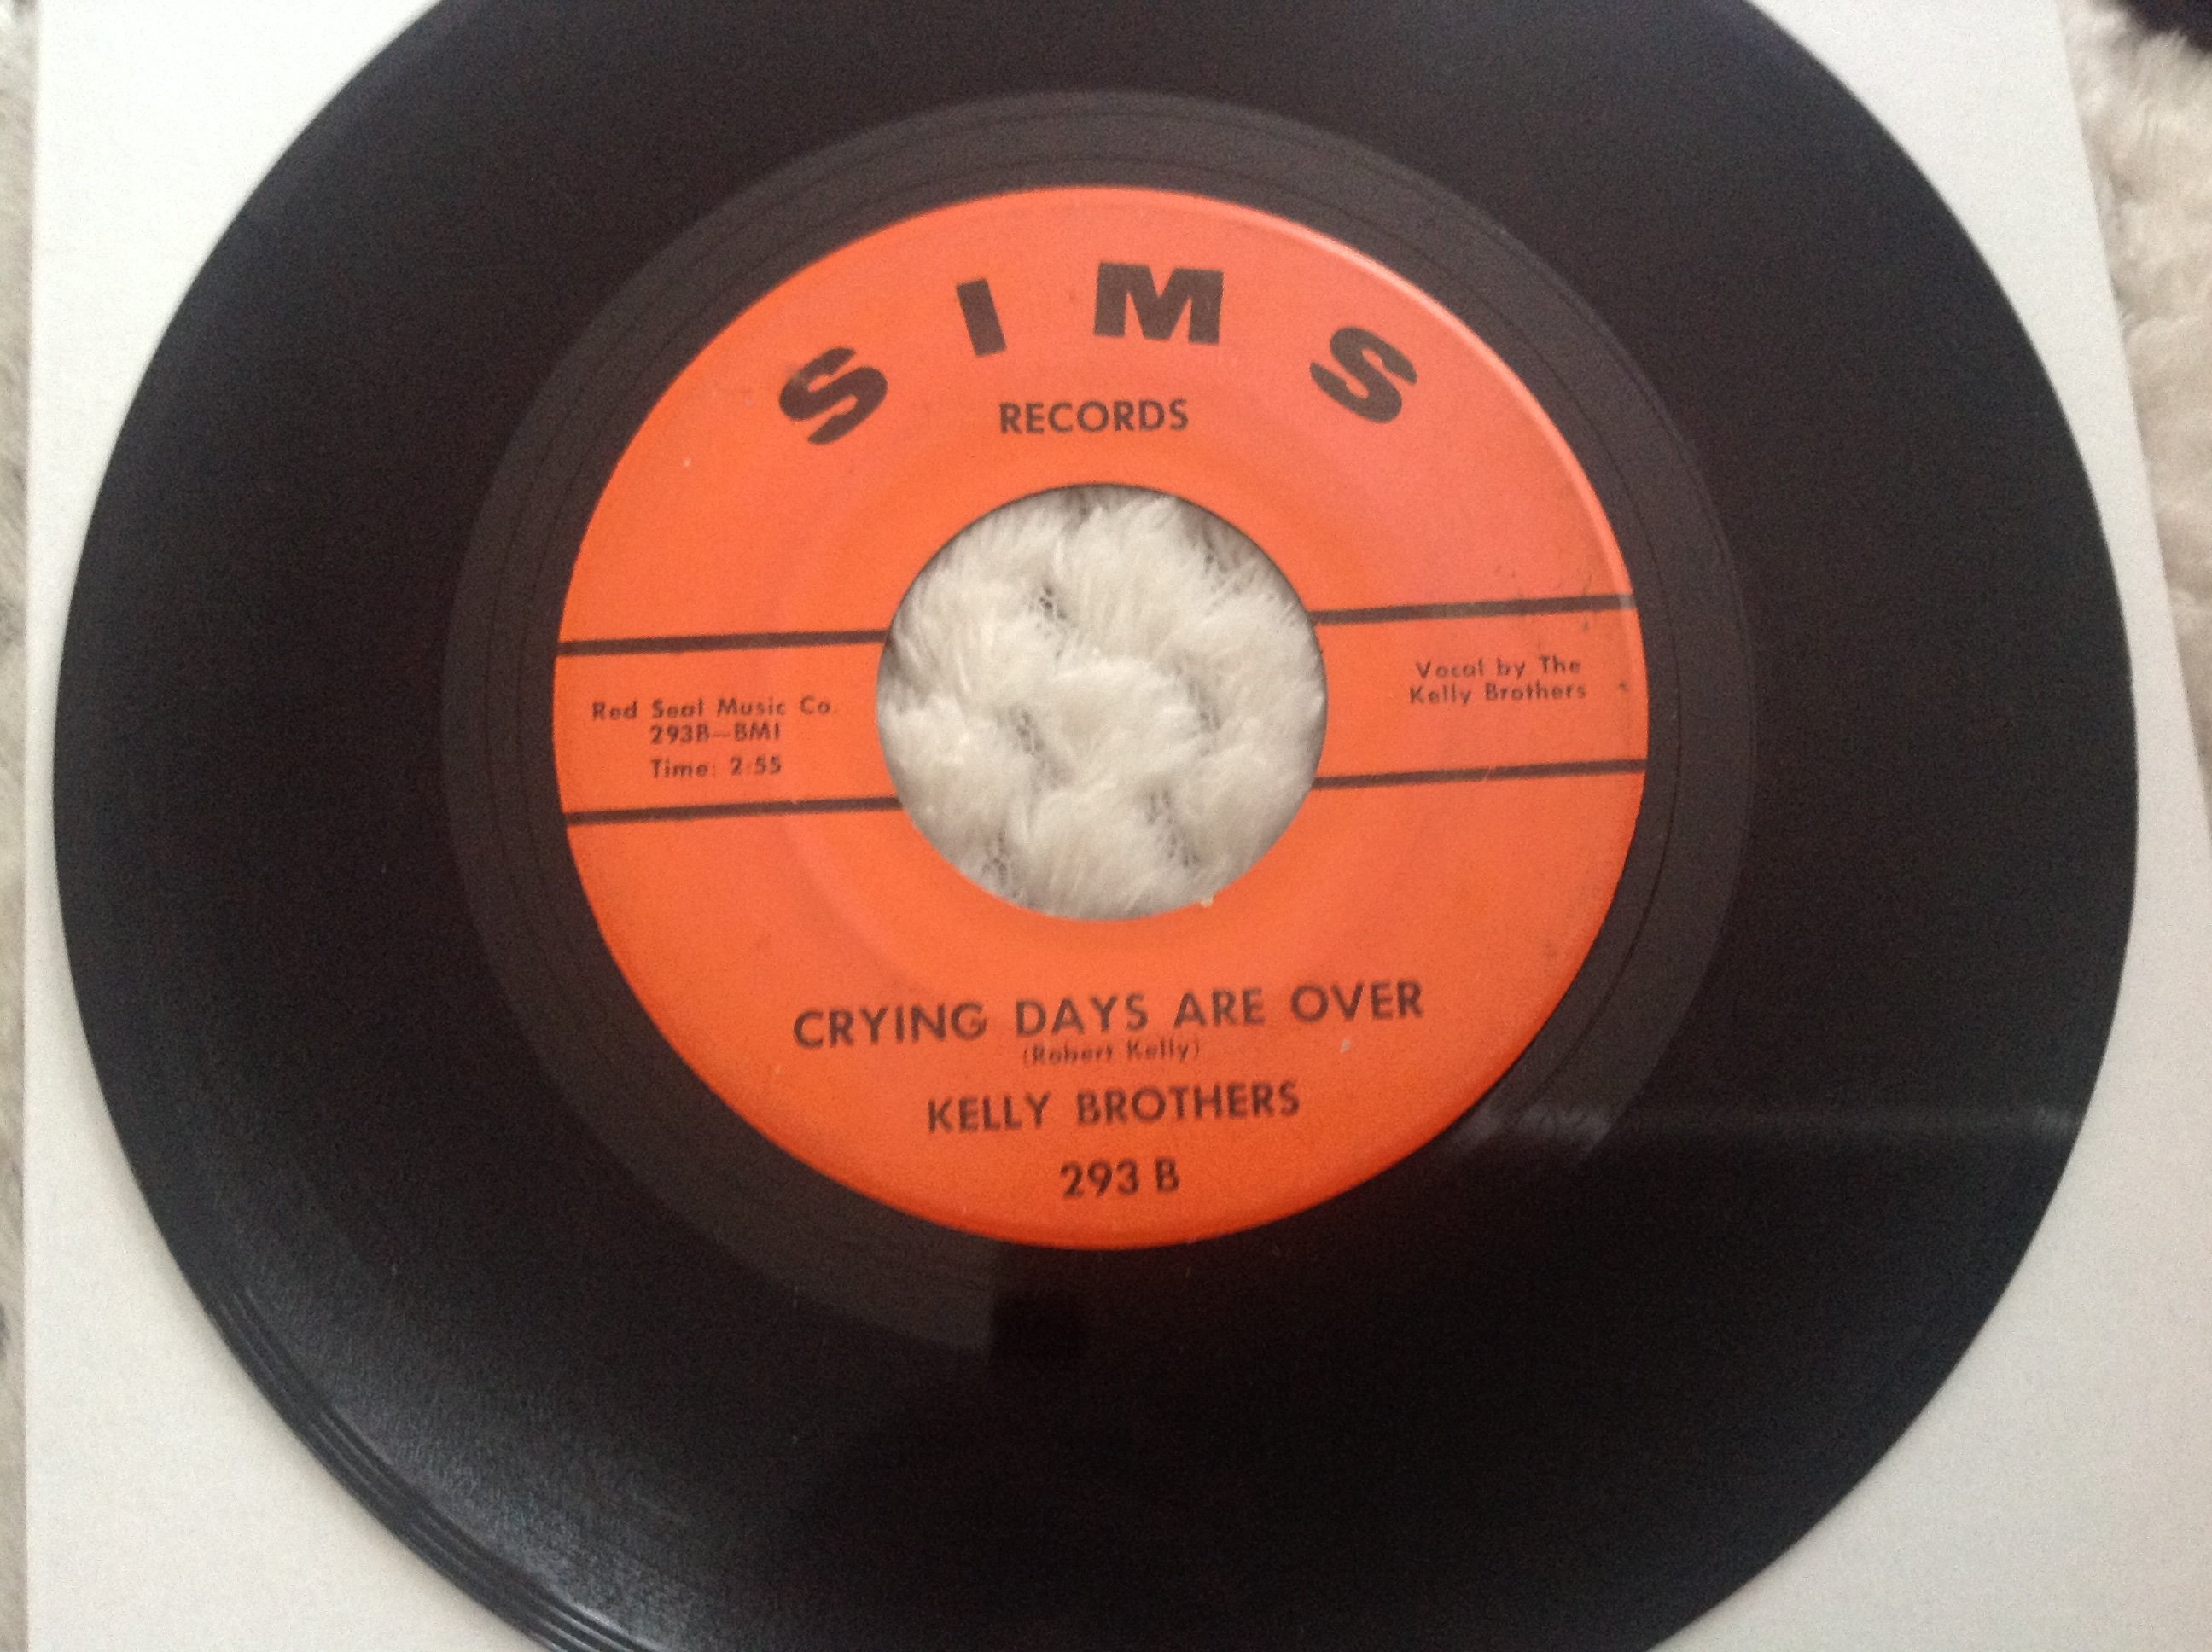 SIMS
RECORDS
Red Seal Music Co.
293B—BMI
Time: 2:55
Vocal by The
Kelly Brothers
CRYING DAYS ARE OVER
(Robert Kelly)
KELLY BROTHERS
293 B